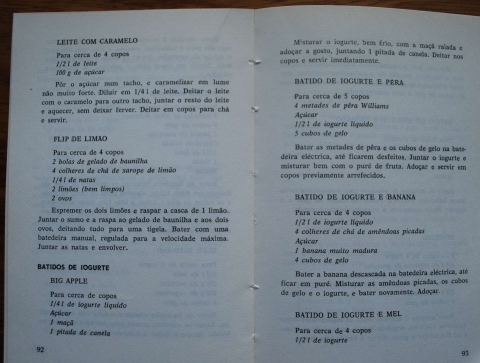 LEITE COM CARAMELO
Para cerca de 4 copos
1/2 l de leite
100 g de açúcar
Pôr o açúcar num tacho, e caramelizar em lume
não muito forte. Diluir em 1/4 l de leite. Deitar o leite
com o caramelo para outro tacho, juntar o resto do leite
e aquecer, sem deixar ferver. Deitar em copos para chá
e servir.
FLIP DE LIMÃO
Para cerca de 4 copos
2 bolas de gelado de baunilha
4 colheres de chá de xarope de limão
1/4 l de natas
2 limões (bem limpos)
2 ovos
Espremer os dois limões e raspar a casca de 1 limão.
Juntar o sumo e a raspa ao gelado de baunilha e aos dois
ovos, deitando tudo para uma tigela. Bater com uma
batedeira manual, regulada para a velocidade máxima.
Juntar as natas e envolver.
BATIDOS DE IOGURTE
BIG APPLE
Para cerca de copos
1/4 l de iogurte líquido
Açúcar
1 maçã
1 pitada de canela
92
Misturar o iogurte, bem frio, com a maçã ralada e
adoçar a gosto, juntando 1 pitada de canela. Deitar nos
copos e servir imediatamente.
BATIDO DE IOGURTE E PERA
Para cerca de 5 copos
4 metades de pêra Williams
Açúcar
1/2 l de iogurte líquido
5 cubos de gelo
Bater as metades de pêra e os cubos de gelo na bate-
deira eléctrica, até ficarem desfeitos. Juntar o iogurte e
misturar bem com o puré de fruta. Adoçar e servir em
copos previamente arrefecidos.
BATIDO DE IOGURTE E BANANA
Para cerca de 4 copos
1/2 l de iogurte líquido
4 colheres de chá de amêndoas picadas
Açúcar
1 banana muito madura
4 cubos de gelo
Bater a banana descascada na batedeira eléctrica, até
ficar em puré. Misturar as amêndoas picadas, os cubos
de gelo e o iogurte, e bater novamente. Adoçar.
BATIDO DE IOGURTE E MEL
Para cerca de 4 copos
1/2 l de iogurte
93